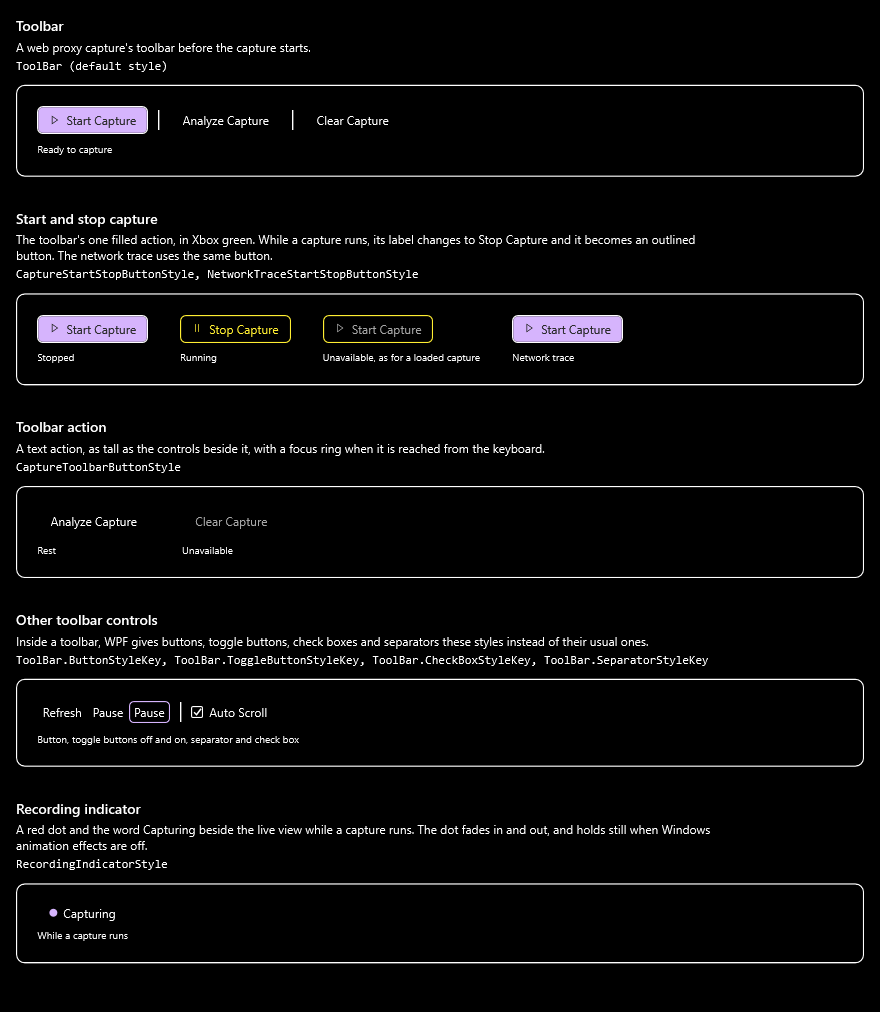 Toolbar
A web proxy capture's toolbar before the capture starts.
ToolBar (default style)
Start Capture
Analyze Capture
Clear Capture
Ready to capture
Start and stop capture
The toolbar's one filled action, in Xbox green. While a capture runs, its label changes to Stop Capture and it becomes an outlined
button. The network trace uses the same button.
CaptureStartStopButtonStyle, NetworkTraceStartStopButtonStyle
Start Capture
Stop Capture
Start Capture
Start Capture
Stopped
Running
Unavailable, as for a loaded capture
Network trace
Toolbar action
A text action, as tall as the controls beside it, with a focus ring when it is reached from the keyboard.
CaptureToolbarButtonStyle
Analyze Capture
Clear Capture
Rest
Unavailable
Other toolbar controls
Inside a toolbar, WPF gives buttons, toggle buttons, check boxes and separators these styles instead of their usual ones.
ToolBar.ButtonStyleKey, ToolBar.ToggleButtonStyleKey, ToolBar.CheckBoxStyleKey, ToolBar.SeparatorStyleKey
Refresh Pause Pause Auto Scroll
Button, toggle buttons off and on, separator and check box
Recording indicator
A red dot and the word Capturing beside the live view while a capture runs. The dot fades in and out, and holds still when Windows
animation effects are off.
RecordingIndicatorStyle
Capturing
While a capture runs